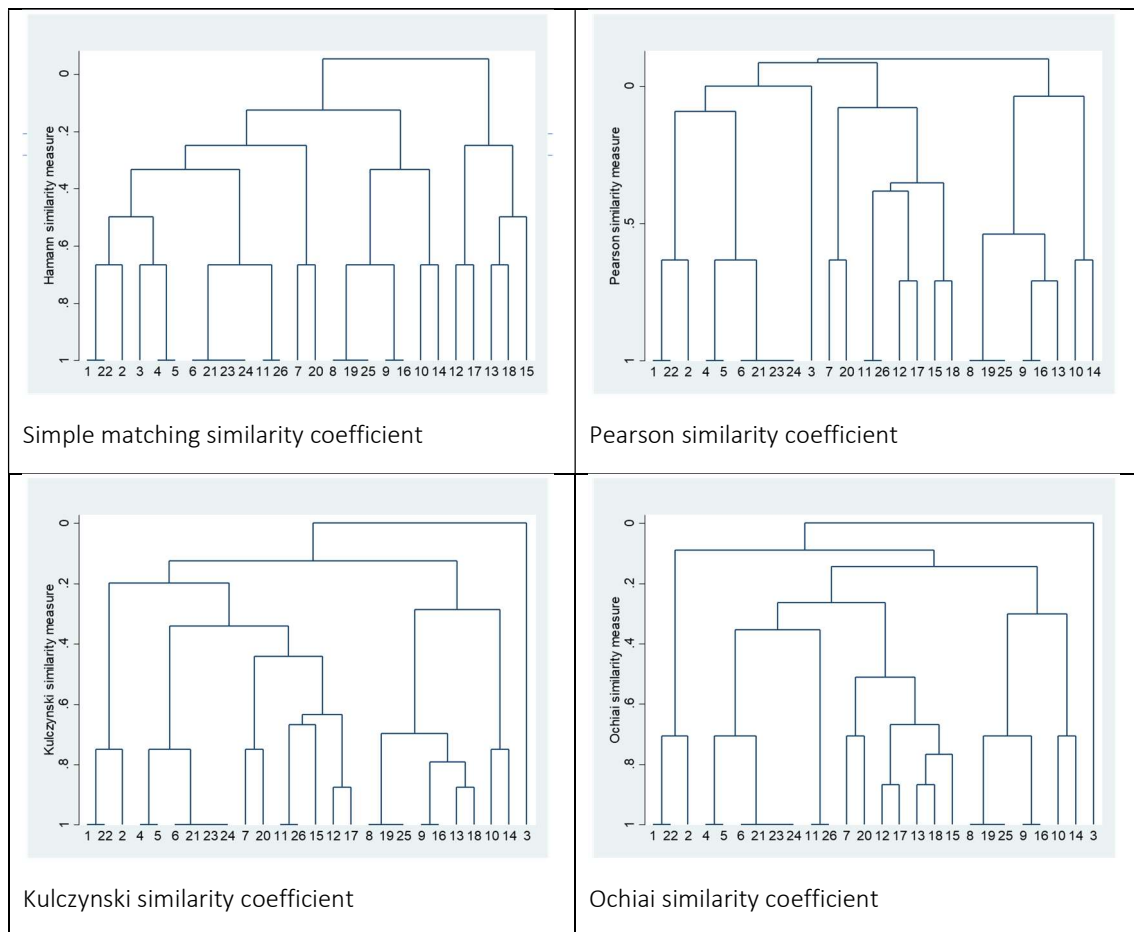 Hamann similarity measure
0
.2
.4
.6
.8
1
1 22 2 3 4 5 6 21 23 24 11 26 7 20 8 19 25 9 16 10 14 12 17 13 18 15
Simple matching similarity coefficient
Pearson similarity measure
0
.5
1
1 22 2 4 5 6 21 23 24 3 7 20 11 26 12 17 15 18 8 19 25 9 16 13 10 14
Pearson similarity coefficient
Kulczynski similarity measure
0
.2
.4
.6
.8
1
1 22 2 4 5 6 21 23 24 7 20 11 26 15 12 17 8 19 25 9 16 13 18 10 14 3
Kulczynski similarity coefficient
Ochiai similarity measure
0
.2
.4
.6
.8
1
1 22 2 4 5 6 21 23 24 11 26 7 20 12 17 13 18 15 8 19 25 9 16 10 14 3
Ochiai similarity coefficient